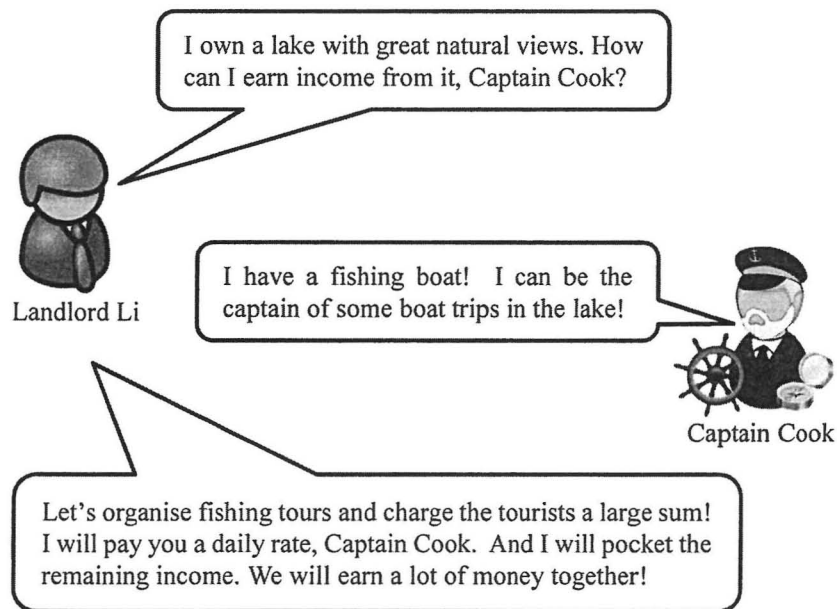 I own a lake with great natural views. How
can I earn income from it, Captain Cook?
Landlord Li
I have a fishing boat! I can be the
captain of some boat trips in the lake!
Captain Cook
Let's organise fishing tours and charge the tourists a large sum!
I will pay you a daily rate, Captain Cook. And I will pocket the
remaining income. We will earn a lot of money together!